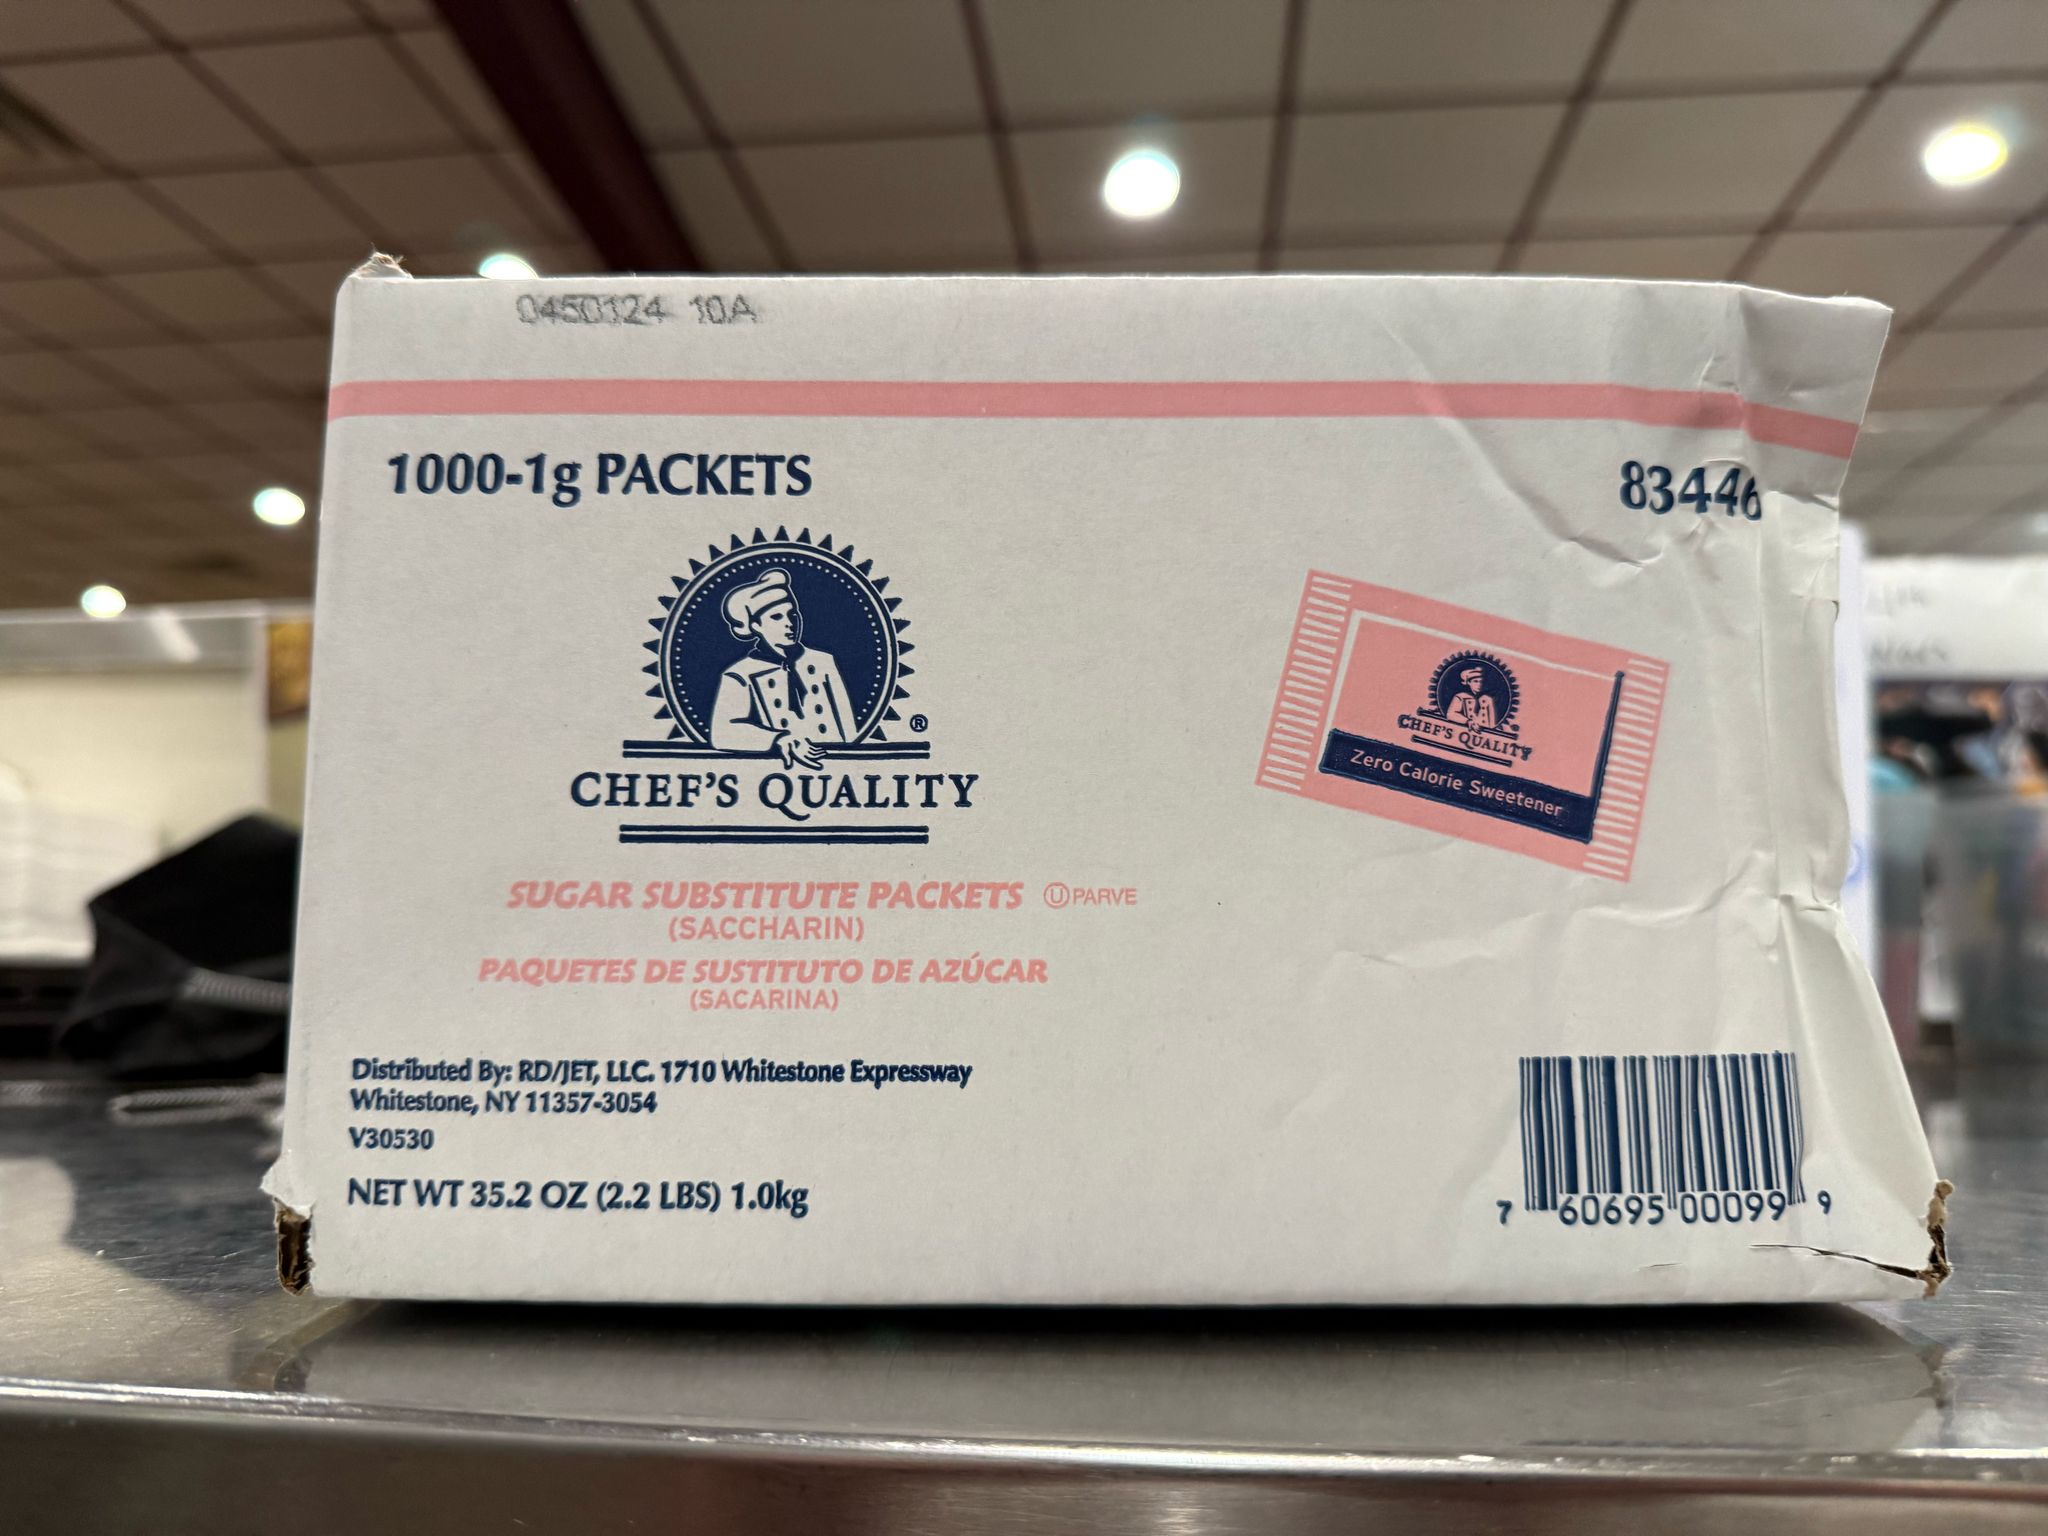 0450124 10A
1000-1g PACKETS
83446
®
CHEF'S QUALITY
CHEF'S QUALITY
Zero Calorie Sweetener
SUGAR SUBSTITUTE PACKETS Ⓤ PARVE
(SACCHARIN)
PAQUETES DE SUSTITUTO DE AZÚCAR
(SACARINA)
Distributed By: RD/JET, LLC. 1710 Whitestone Expressway
Whitestone, NY 11357-3054
V30530
NET WT 35.2 OZ (2.2 LBS) 1.0kg
7 60695 00099 9